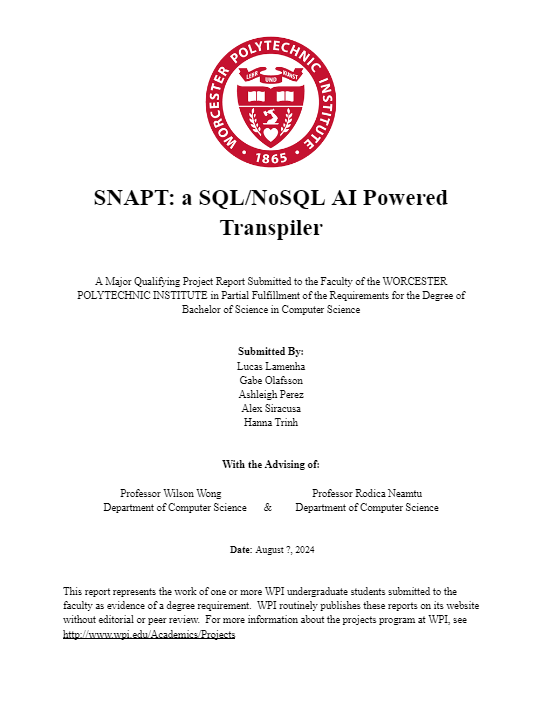 WORCESTER POLYTECHNIC INSTITUTE
LEHR UND KUNST
• 1865 •
SNAPT: a SQL/NoSQL AI Powered
Transpiler
A Major Qualifying Project Report Submitted to the Faculty of the WORCESTER
POLYTECHNIC INSTITUTE in Partial Fulfillment of the Requirements for the Degree of
Bachelor of Science in Computer Science
Submitted By:
Lucas Lamenha
Gabe Olafsson
Ashleigh Perez
Alex Siracusa
Hanna Trinh
With the Advising of:
Professor Wilson Wong Professor Rodica Neamtu
Department of Computer Science & Department of Computer Science
Date: August ?, 2024
This report represents the work of one or more WPI undergraduate students submitted to the
faculty as evidence of a degree requirement. WPI routinely publishes these reports on its website
without editorial or peer review. For more information about the projects program at WPI, see
http://www.wpi.edu/Academics/Projects